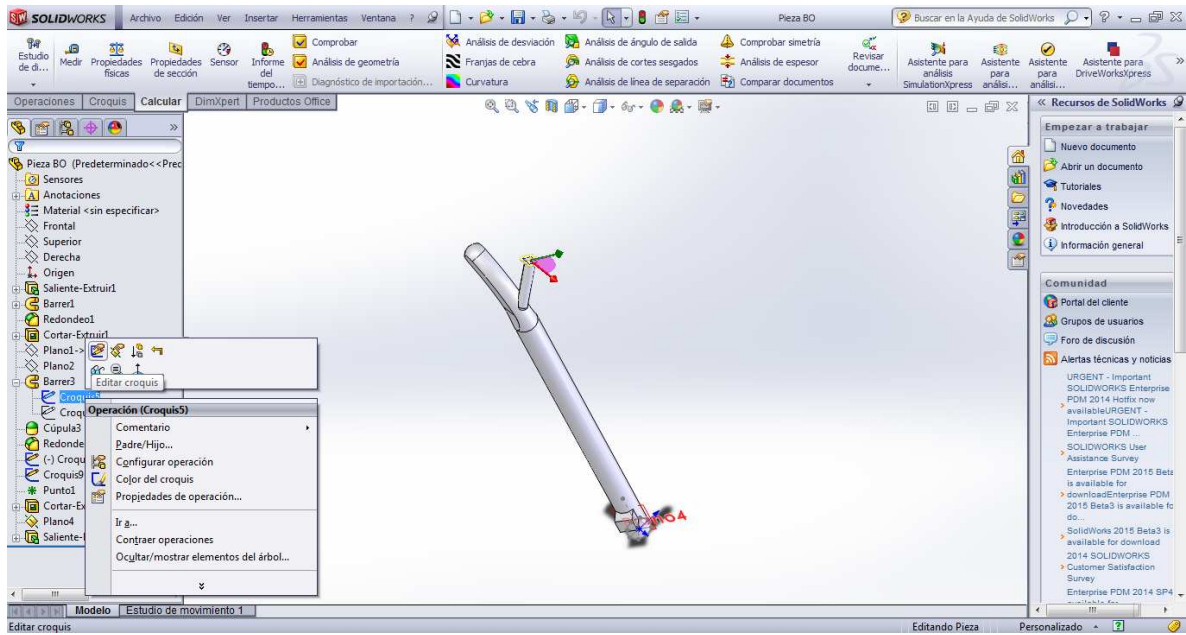 SOLIDWORKS Archivo Edición Ver Insertar Herramientas Ventana ? Pieza BO Buscar en la Ayuda de SolidWorks
Estudio de di... Medir Propiedades físicas Propiedades de sección Sensor Informe del tiempo...
Comprobar
Análisis de geometría
Diagnóstico de importación...
Análisis de desviación
Franjas de cebra
Curvatura
Análisis de ángulo de salida
Análisis de cortes sesgados
Análisis de línea de separación
Comprobar simetría
Análisis de espesor
Comparar documentos
Revisar docume...
Asistente para análisis SimulationXpress
Asistente para análisi...
Asistente para análisi...
Asistente para DriveWorksXpress
Operaciones Croquis Calcular DimXpert Productos Office
Pieza BO (Predeterminado<<Pred
Sensores
Anotaciones
Material <sin especificar>
Frontal
Superior
Derecha
Origen
Saliente-Extruir1
Barrer1
Redondeo1
Cortar-Extruir1
Plano1->
Plano2
Barrer3
Croquis5
Croqu
Cúpula3
Redonde
(-) Croqu
Croquis9
Punto1
Cortar-Ex
Plano4
Saliente-
Editar croquis
Operación (Croquis5)
Comentario
Padre/Hijo...
Configurar operación
Color del croquis
Propiedades de operación...
Ir a...
Contraer operaciones
Ocultar/mostrar elementos del árbol...
Recursos de SolidWorks
Empezar a trabajar
Nuevo documento
Abrir un documento
Tutoriales
Novedades
Introducción a SolidWorks
Información general
Comunidad
Portal del cliente
Grupos de usuarios
Foro de discusión
Alertas técnicas y noticias
URGENT - Important
SOLIDWORKS Enterprise
PDM 2014 Hotfix now
availableURGENT -
Important SOLIDWORKS
Enterprise PDM ...
SOLIDWORKS User
Assistance Survey
Enterprise PDM 2015 Beta
is available for
downloadEnterprise PDM
2015 Beta3 is available fo
do...
SolidWorks 2015 Beta3 is
available for download
2014 SOLIDWORKS
Customer Satisfaction
Survey
Enterprise PDM 2014 SP4
Modelo Estudio de movimiento 1
Editar croquis Editando Pieza Personalizado